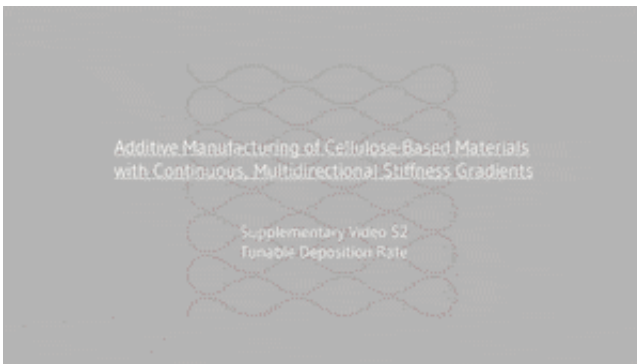 Additive Manufacturing of Cellulose-Based Materials
with Continuous, Multidirectional Stiffness Gradients
Supplementary Video S2
Tunable Deposition Rate